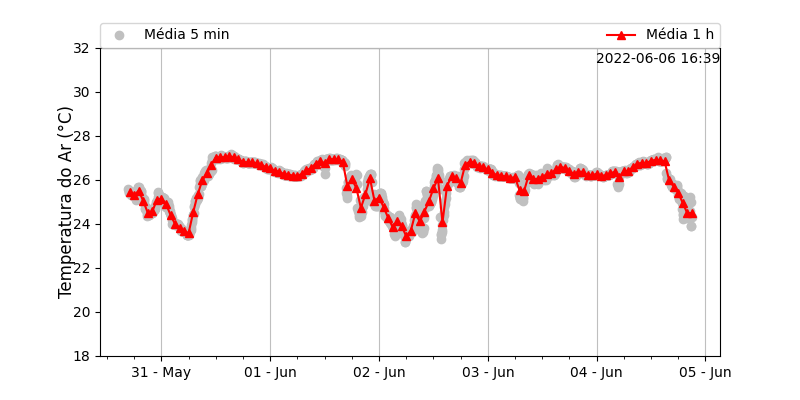 Média 5 min
Média 1 h
2022-06-06 16:39
Temperatura do Ar (°C)
32
30
28
26
24
22
20
18
31 - May
01 - Jun
02 - Jun
03 - Jun
04 - Jun
05 - Jun